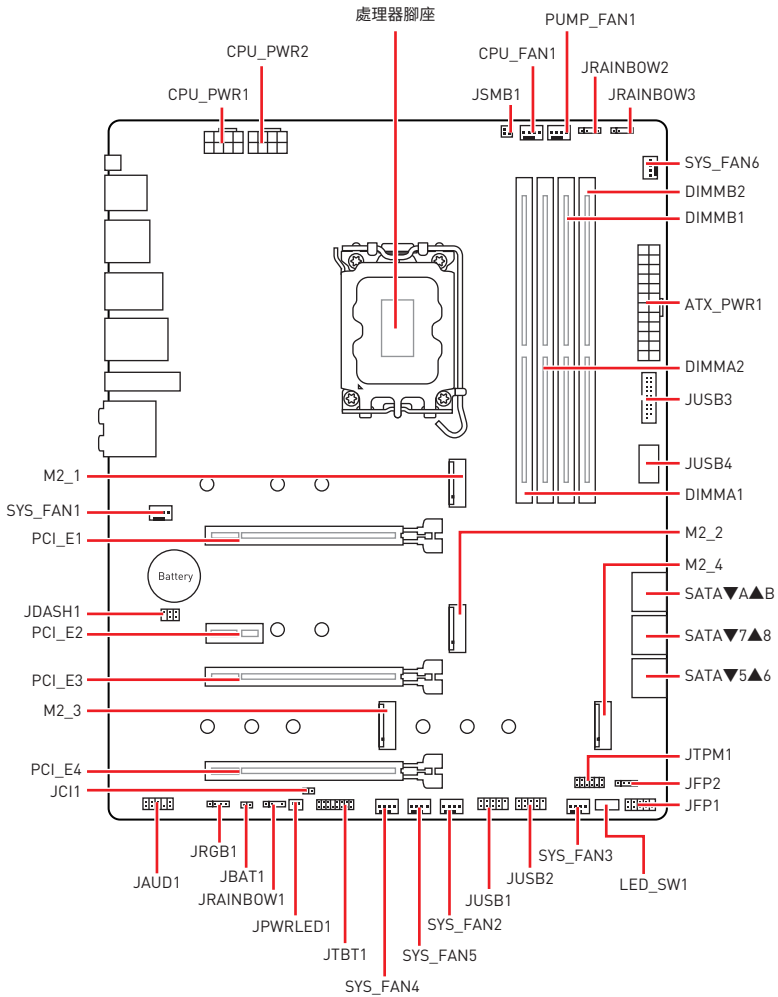 處理器腳座
PUMP_FAN1
CPU_PWR2
CPU_FAN1
JRAINBOW2
CPU_PWR1
JSMB1
JRAINBOW3
SYS_FAN6
DIMMB2
DIMMB1
ATX_PWR1
DIMMA2
JUSB3
JUSB4
M2_1
DIMMA1
SYS_FAN1
PCI_E1
M2_2
M2_4
Battery
SATA▼A▲B
JDASH1
PCI_E2
SATA▼7▲8
PCI_E3
SATA▼5▲6
M2_3
JTPM1
PCI_E4
JFP2
JCI1
JFP1
JRGB1
SYS_FAN3
JBAT1
JUSB2
JAUD1
LED_SW1
JRAINBOW1
JUSB1
JPWRLED1
SYS_FAN2
JTBT1
SYS_FAN5
SYS_FAN4